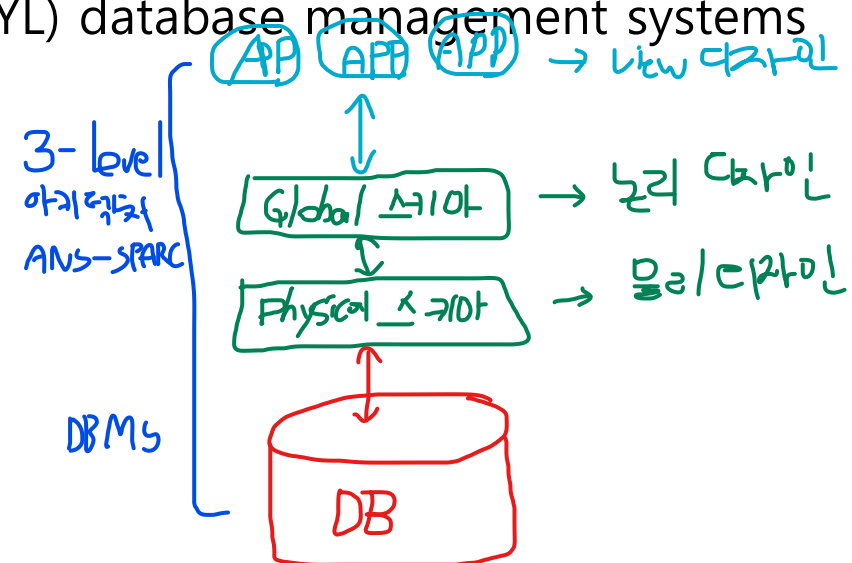 YL) database management systems
APP APP APP → View 디자인
3-level
아키텍쳐
ANS-SPARC
Global 스키마 → 논리 디자인
Physical 스키마 → 물리 디자인
DBMS
DB